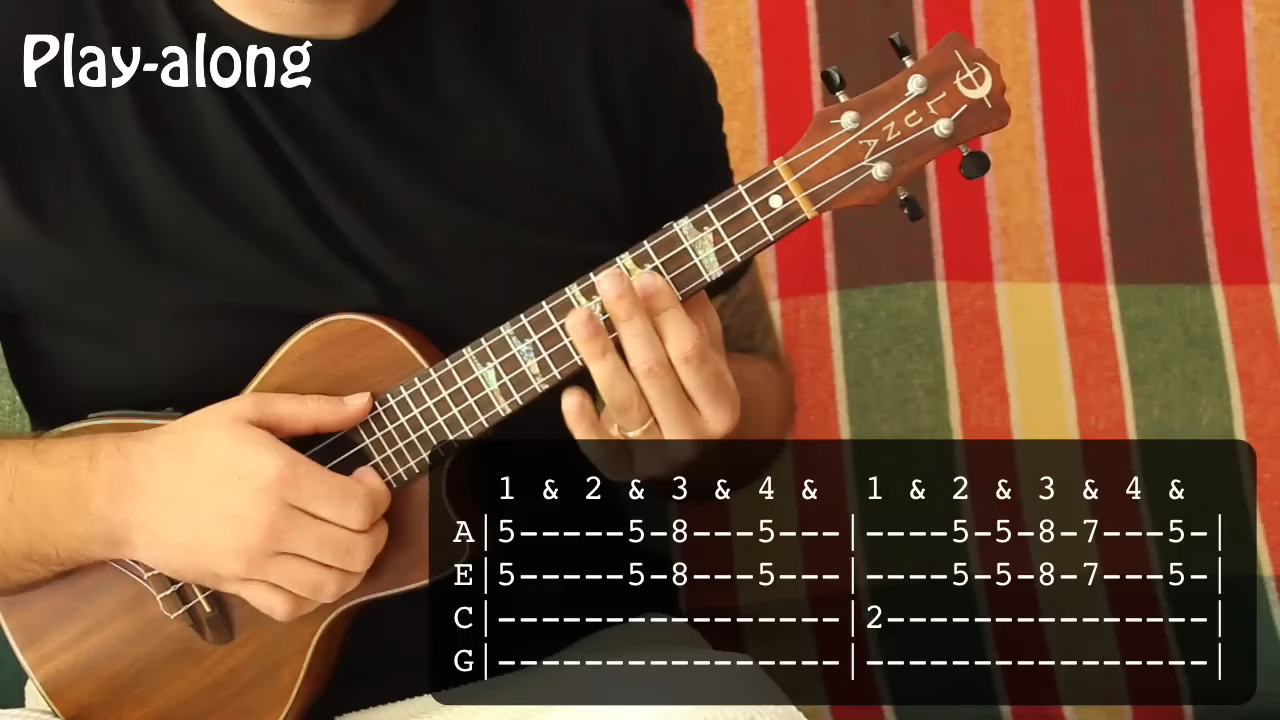 Play-along
LUNA
1 & 2 & 3 & 4 & 1 & 2 & 3 & 4 &
A|5-----5-8---5---|----5-5-8-7---5-|
E|5-----5-8---5---|----5-5-8-7---5-|
C|----------------|2---------------|
G|----------------|----------------|